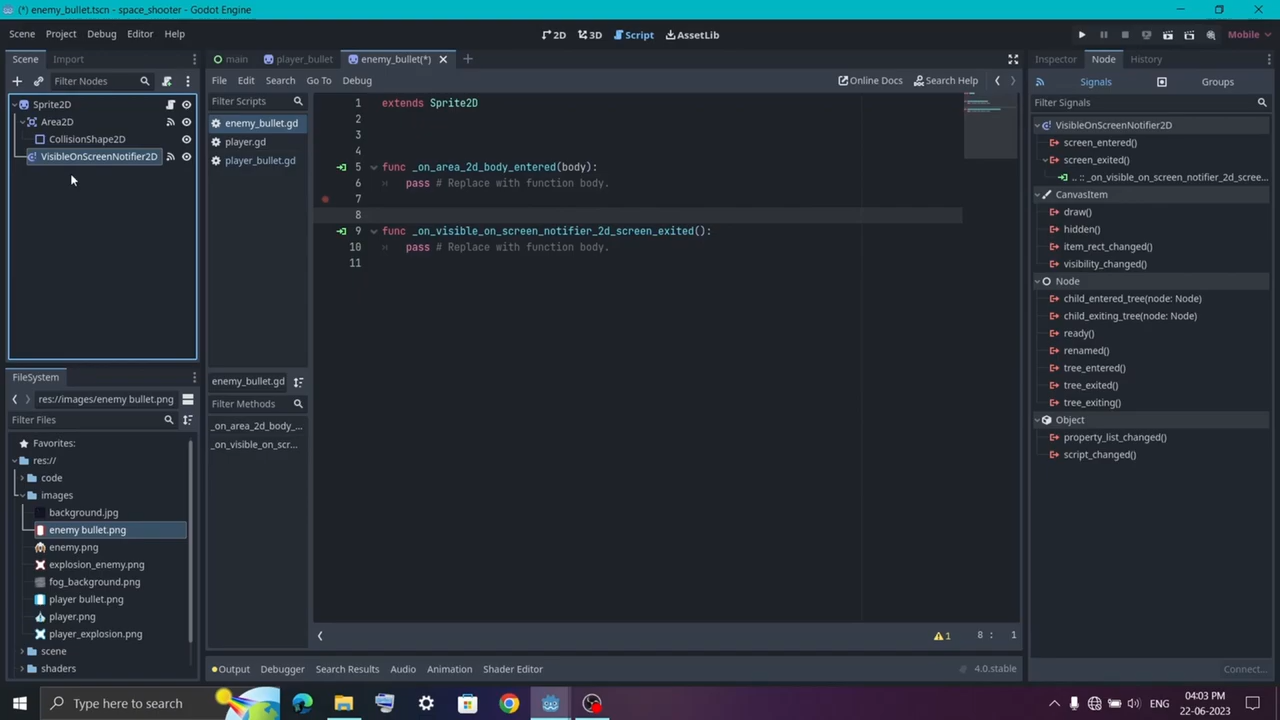 (*) enemy_bullet.tscn - space_shooter - Godot Engine
Scene Project Debug Editor Help
2D 3D Script AssetLib
Mobile
Scene Import
Filter Nodes
Sprite2D
Area2D
CollisionShape2D
VisibleOnScreenNotifier2D
FileSystem
res://images/enemy bullet.png
Filter Files
Favorites:
res://
code
images
background.jpg
enemy bullet.png
enemy.png
explosion_enemy.png
fog_background.png
player bullet.png
player.png
player_explosion.png
scene
shaders
main player_bullet enemy_bullet(*)
File Edit Search Go To Debug
Online Docs Search Help
Filter Scripts
enemy_bullet.gd
player.gd
player_bullet.gd
enemy_bullet.gd
Filter Methods
_on_area_2d_body_...
_on_visible_on_scr...
1 extends Sprite2D
2
3
4
5 func _on_area_2d_body_entered(body):
6 pass # Replace with function body.
7
8
9 func _on_visible_on_screen_notifier_2d_screen_exited():
10 pass # Replace with function body.
11
1 8 : 1
Output Debugger Search Results Audio Animation Shader Editor
4.0.stable
Inspector Node History
Signals Groups
Filter Signals
VisibleOnScreenNotifier2D
screen_entered()
screen_exited()
.. :: _on_visible_on_screen_notifier_2d_scree...
CanvasItem
draw()
hidden()
item_rect_changed()
visibility_changed()
Node
child_entered_tree(node: Node)
child_exiting_tree(node: Node)
ready()
renamed()
tree_entered()
tree_exited()
tree_exiting()
Object
property_list_changed()
script_changed()
Connect...
Type here to search
ENG
04:03 PM
22-06-2023